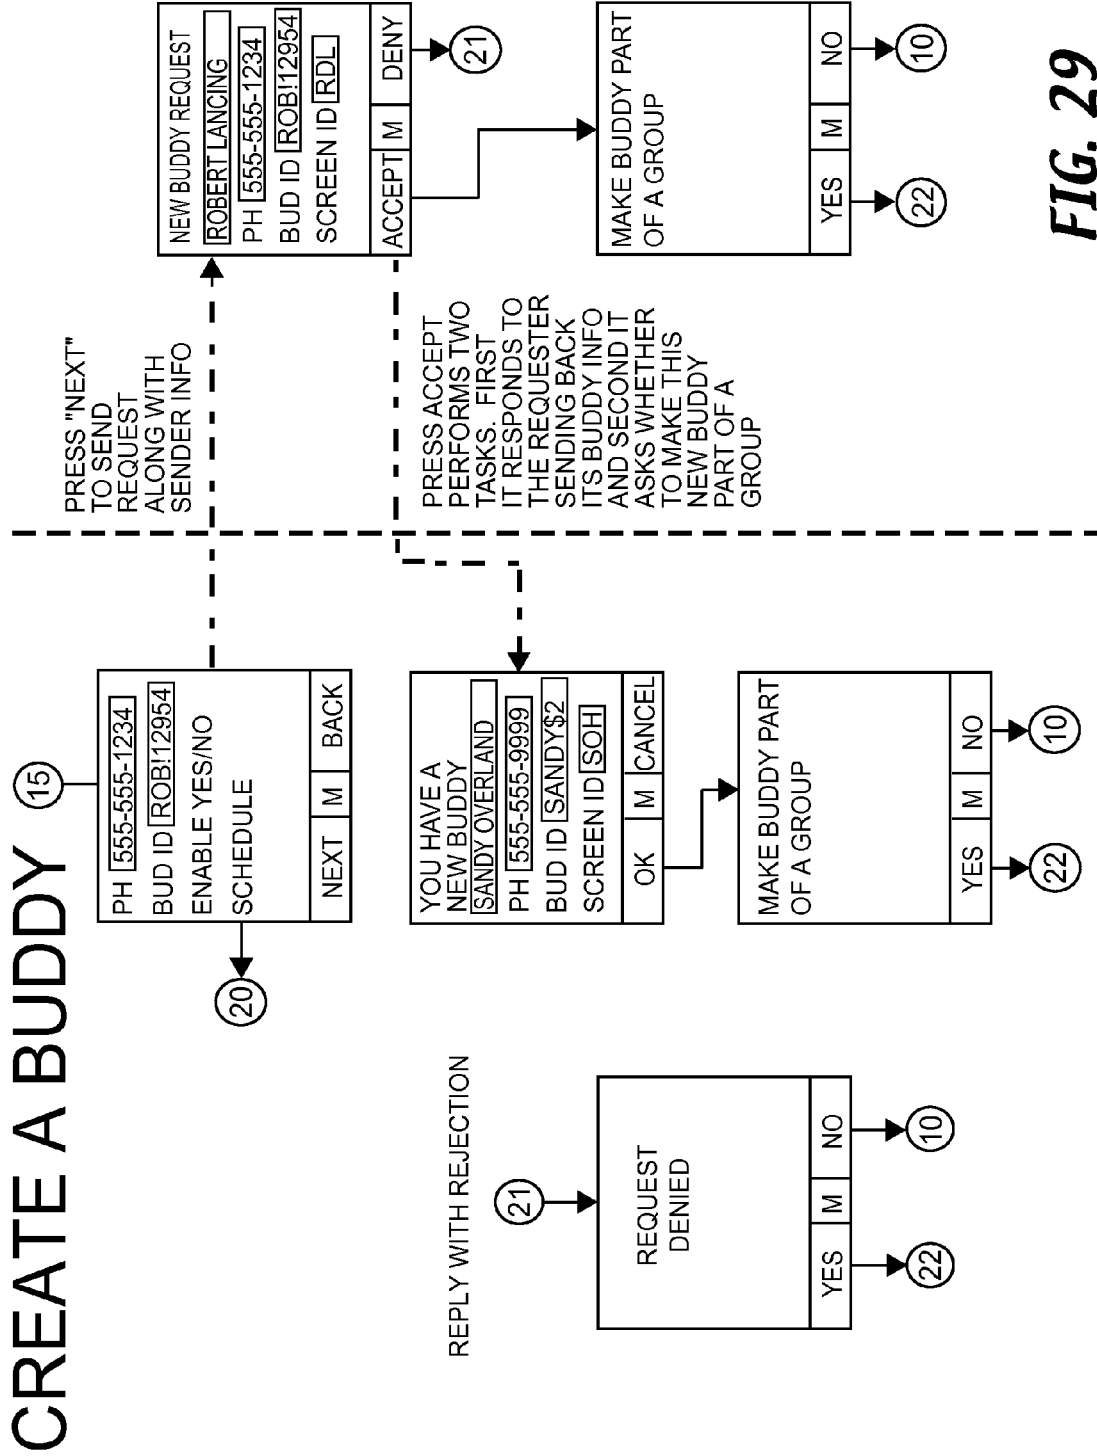 CREATE A BUDDY
15
PH 555-555-1234
BUD ID ROB!12954
ENABLE YES/NO
SCHEDULE
NEXT M BACK
20
PRESS "NEXT"
TO SEND
REQUEST
ALONG WITH
SENDER INFO
NEW BUDDY REQUEST
ROBERT LANCING
PH 555-555-1234
BUD ID ROB!12954
SCREEN ID RDL
ACCEPT M DENY
21
PRESS ACCEPT
PERFORMS TWO
TASKS. FIRST
IT RESPONDS TO
THE REQUESTER
SENDING BACK
ITS BUDDY INFO
AND SECOND IT
ASKS WHETHER
TO MAKE THIS
NEW BUDDY
PART OF A
GROUP
MAKE BUDDY PART
OF A GROUP
YES M NO
22
10
YOU HAVE A
NEW BUDDY
SANDY OVERLAND
PH 555-555-9999
BUD ID SANDY$2
SCREEN ID SOH
OK M CANCEL
MAKE BUDDY PART
OF A GROUP
YES M NO
22
10
REPLY WITH REJECTION
21
REQUEST
DENIED
YES M NO
22
10
FIG. 29